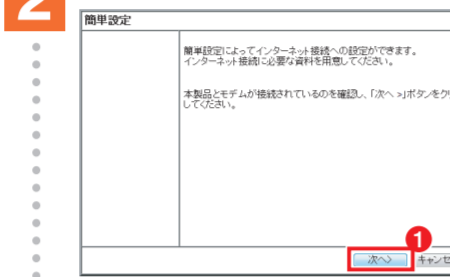 2
簡単設定
簡単設定によってインターネット接続への設定ができます。
インターネット接続に必要な資料を用意してください。
本製品とモデムが接続されているのを確認し、「次へ >」ボタンをクリ
してください。
1
次へ>
キャンセ